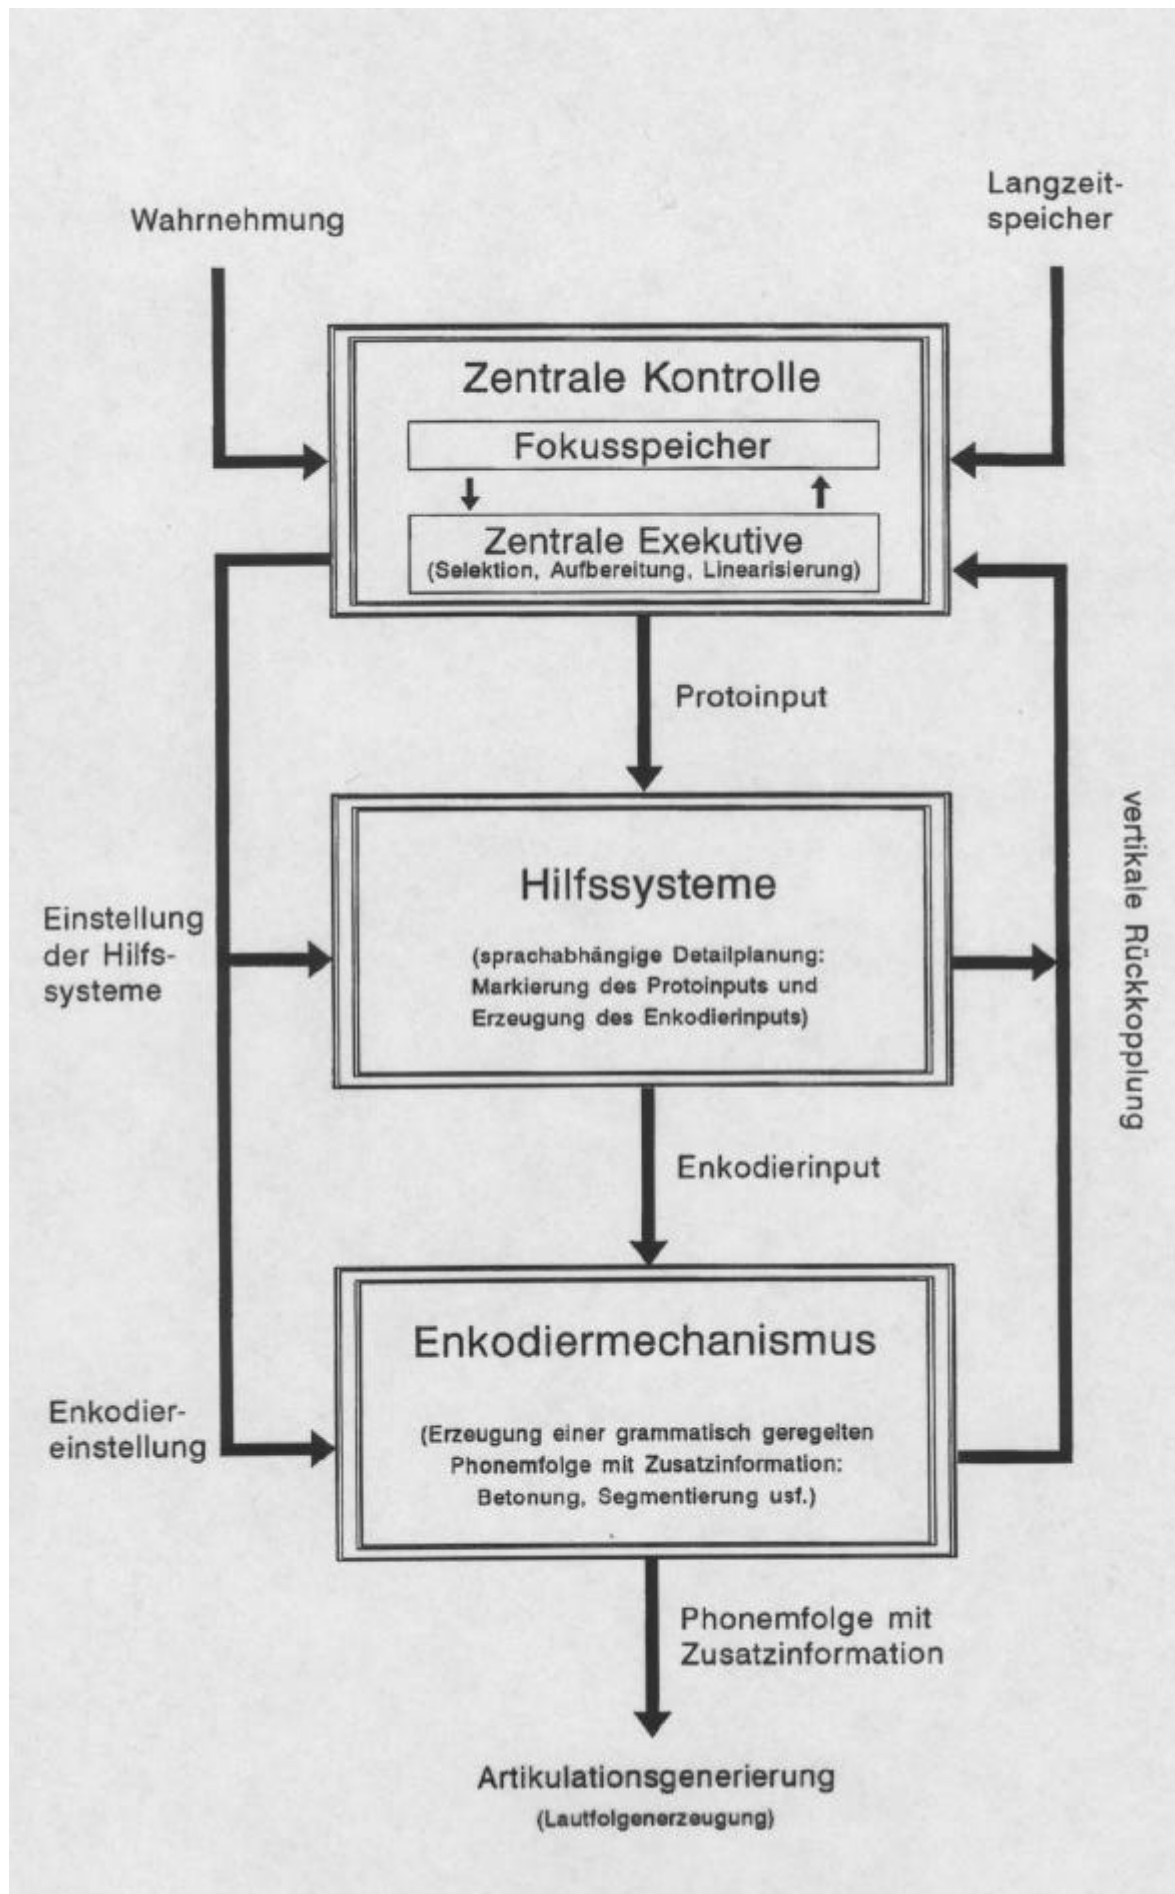 Langzeit-
speicher
Wahrnehmung
Zentrale Kontrolle
Fokusspeicher
Zentrale Exekutive
(Selektion, Aufbereitung, Linearisierung)
Protoinput
Hilfssysteme
(sprachabhängige Detailplanung:
Markierung des Protoinputs und
Erzeugung des Enkodierinputs)
Einstellung
der Hilfs-
systeme
vertikale Rückkopplung
Enkodierinput
Enkodiermechanismus
(Erzeugung einer grammatisch geregelten
Phonemfolge mit Zusatzinformation:
Betonung, Segmentierung usf.)
Enkodier-
einstellung
Phonemfolge mit
Zusatzinformation
Artikulationsgenerierung
(Lautfolgenerzeugung)